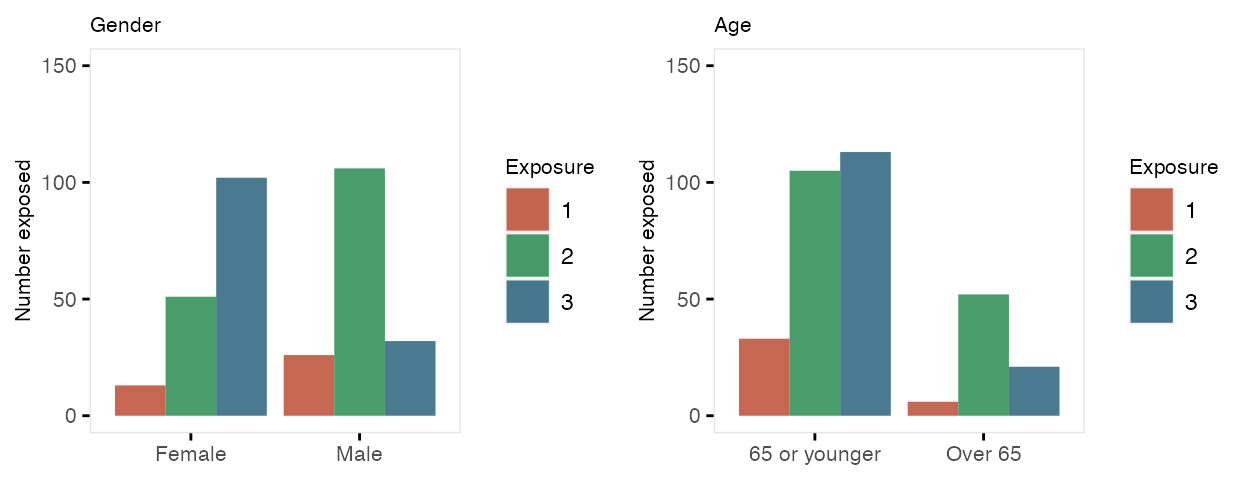 Gender
150
100
50
0
Number exposed
Female Male
Exposure
1
2
3
Age
150
100
50
0
Number exposed
65 or younger Over 65
Exposure
1
2
3